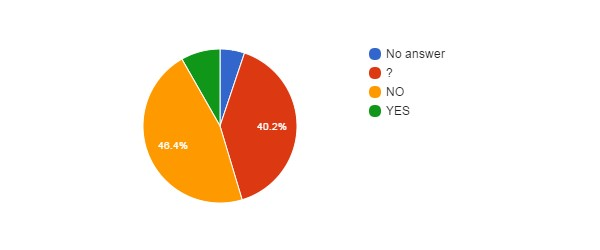 No answer
?
NO
YES
40.2%
46.4%